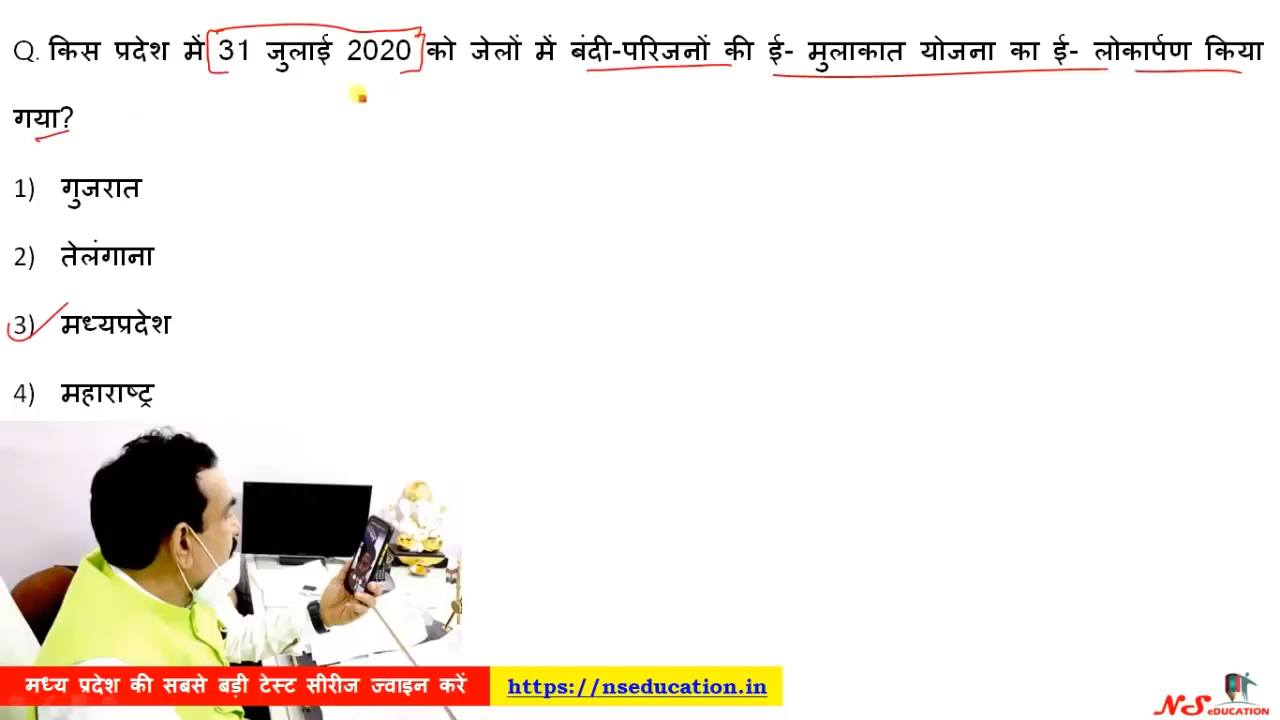 Q. किस प्रदेश में 31 जुलाई 2020 को जेलों में बंदी-परिजनों की ई- मुलाकात योजना का ई- लोकार्पण किया
गया?
1) गुजरात
2) तेलंगाना
3) मध्यप्रदेश
4) महाराष्ट्र
मध्य प्रदेश की सबसे बड़ी टेस्ट सीरीज ज्वाइन करें https://nseducation.in
NS eDUCATION